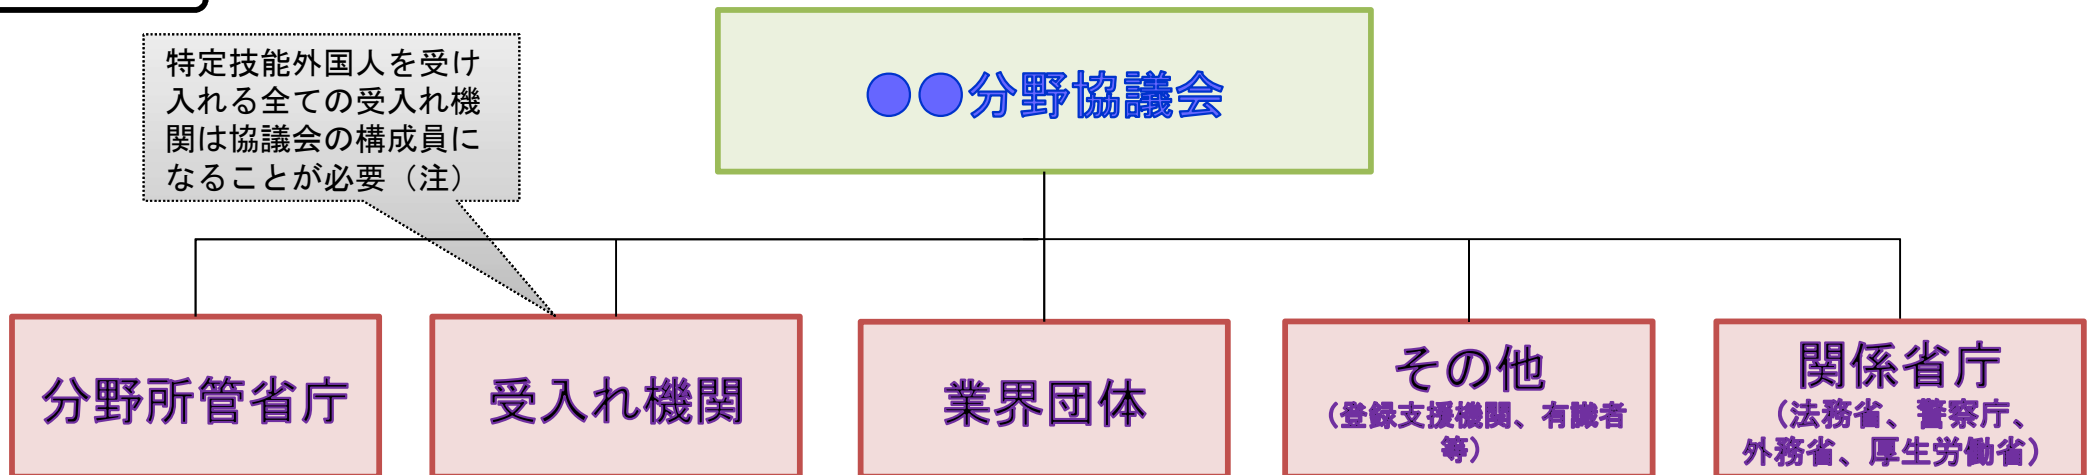 特定技能外国人を受け
入れる全ての受入れ機
関は協議会の構成員に
なることが必要（注）
●●分野協議会
分野所管省庁
受入れ機関
業界団体
その他
（登録支援機関、有識者
等）
関係省庁
（法務省、警察庁、
外務省、厚生労働省）